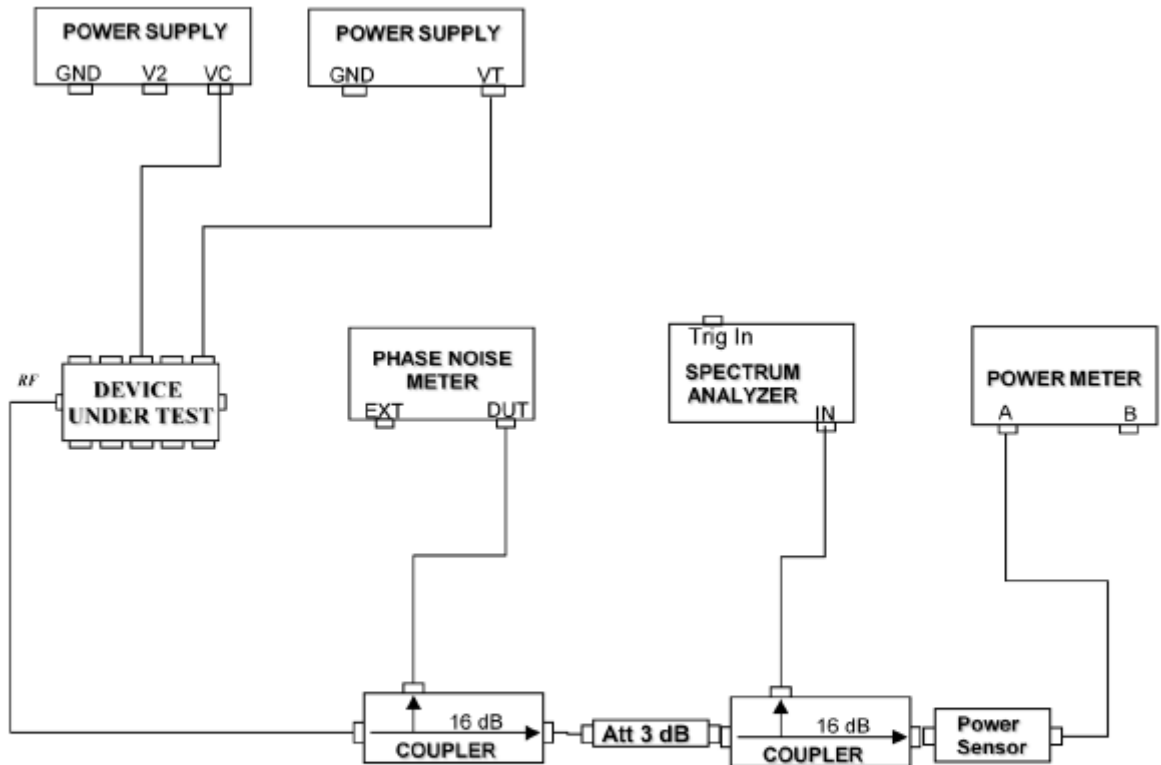 POWER SUPPLY
GND V2 VC
POWER SUPPLY
GND VT
RF
DEVICE
UNDER TEST
PHASE NOISE
METER
EXT DUT
Trig In
SPECTRUM
ANALYZER
IN
POWER METER
A B
16 dB
COUPLER
Att 3 dB
16 dB
COUPLER
Power
Sensor